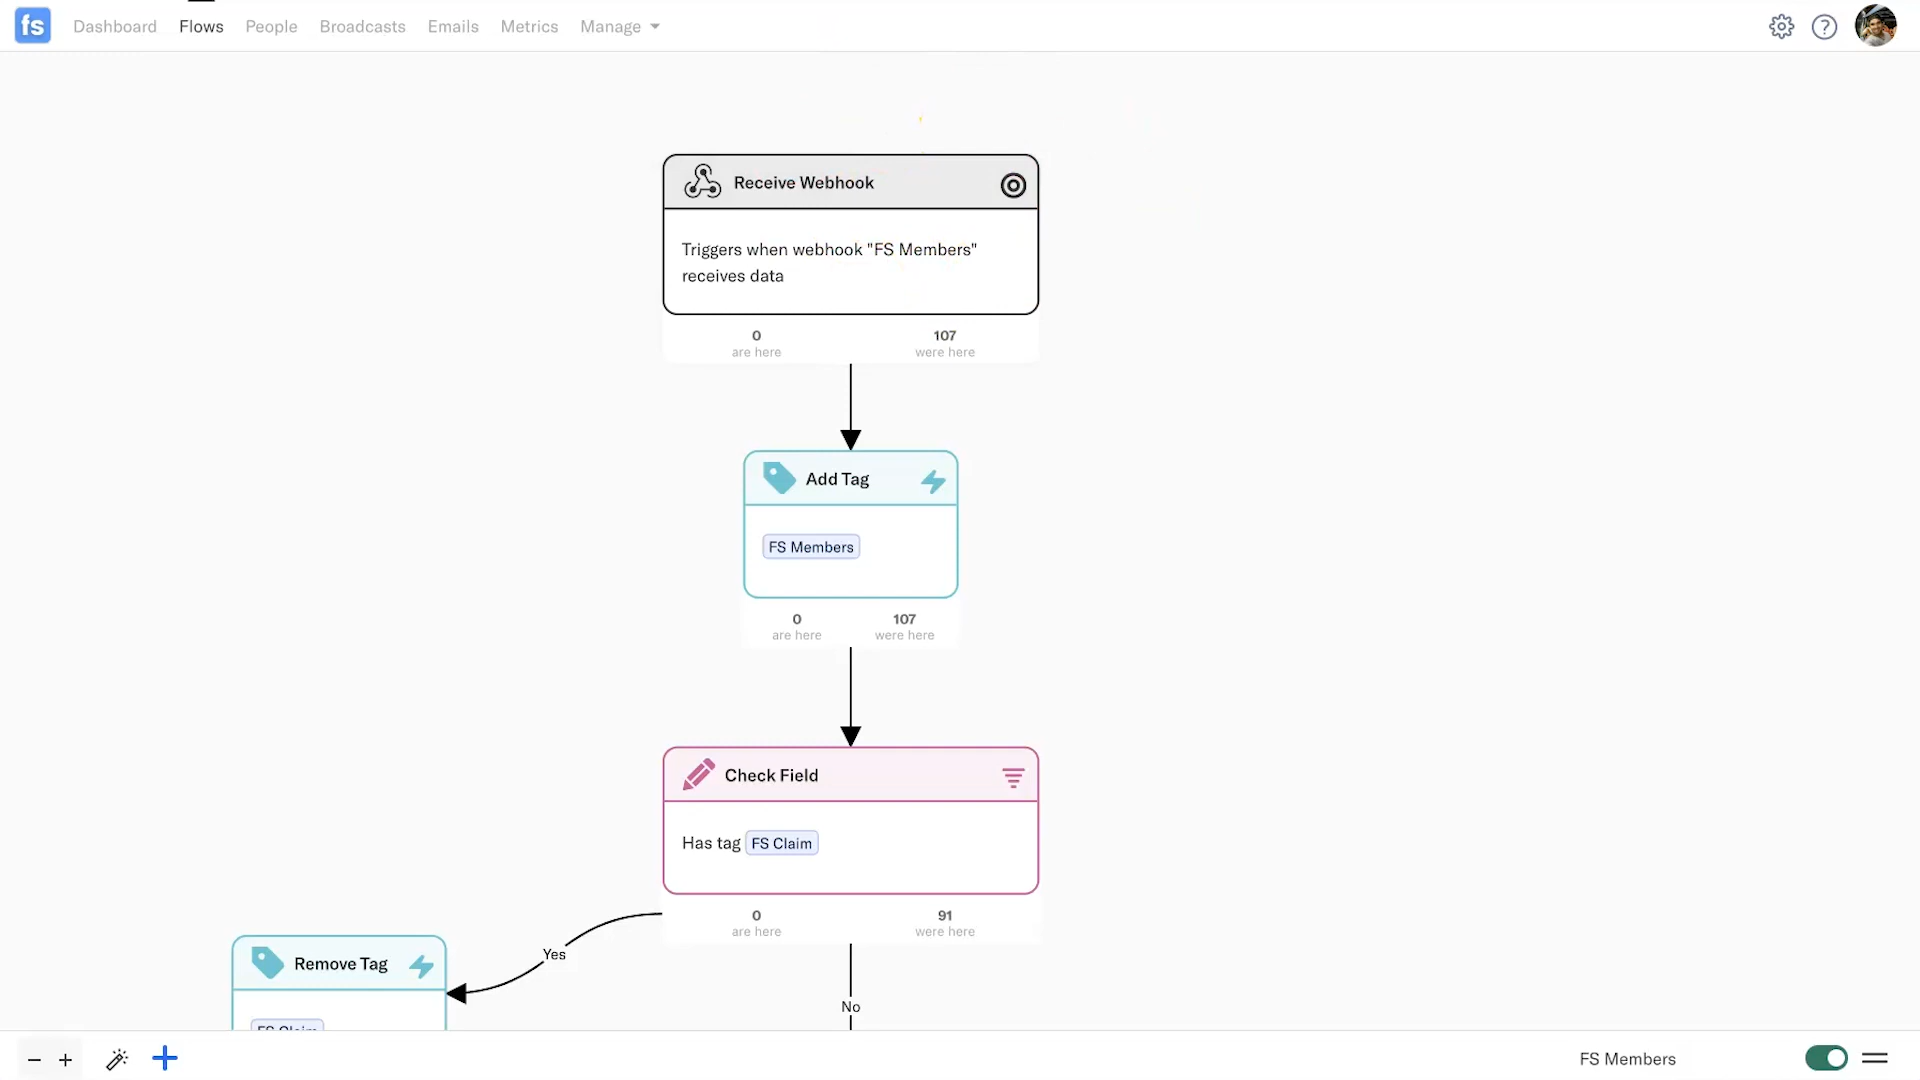 fs Dashboard Flows People Broadcasts Emails Metrics Manage
Receive Webhook
Triggers when webhook "FS Members"
receives data
0 107
are here were here
Add Tag
FS Members
0 107
are here were here
Check Field
Has tag FS Claim
0 91
are here were here
Yes
Remove Tag
No
FS Claim
FS Members